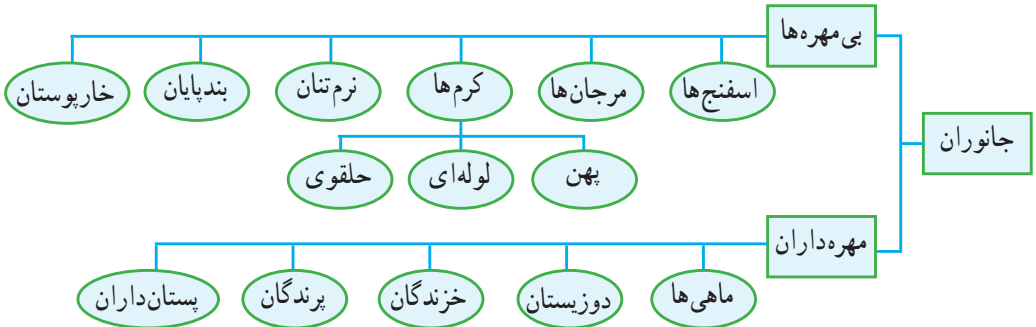 جانوران
بی‌مهره‌ها
اسفنج‌ها
مرجان‌ها
کرم‌ها
نرم‌تنان
بندپایان
خارپوستان
پهن
لوله‌ای
حلقوی
مهره‌داران
ماهی‌ها
دوزیستان
خزندگان
پرندگان
پستان‌داران